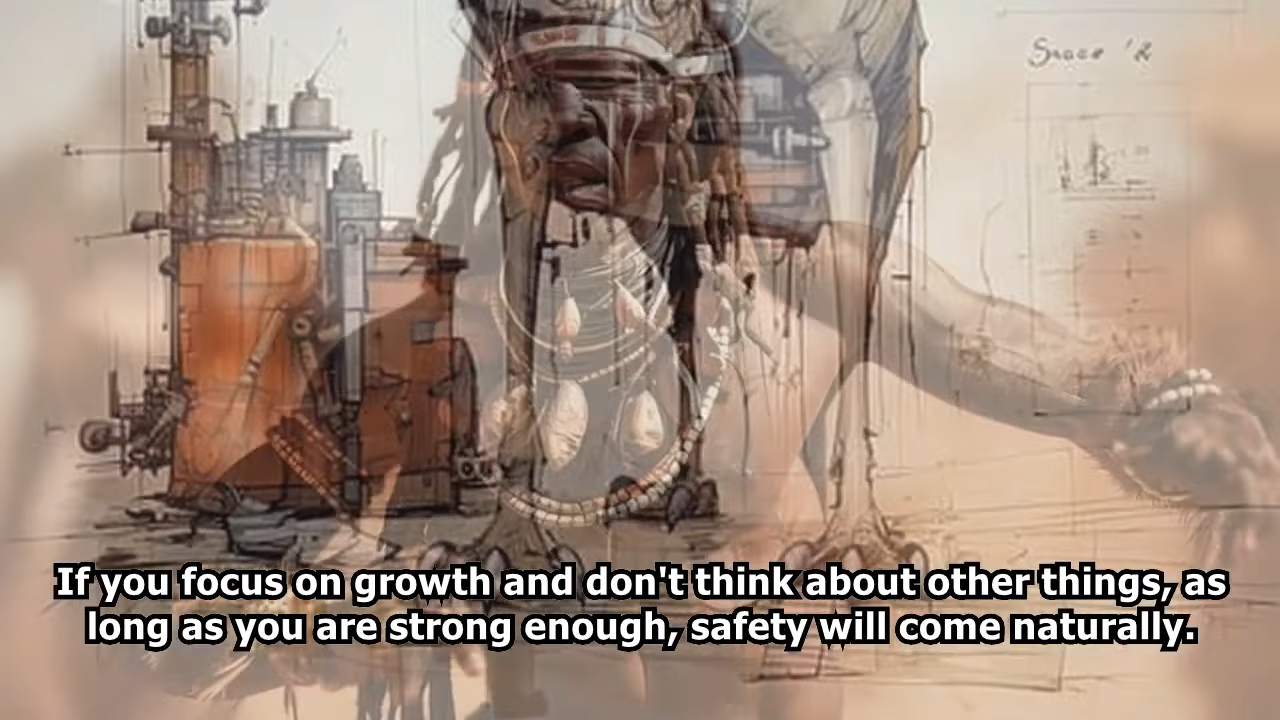 If you focus on growth and don't think about other things, as
long as you are strong enough, safety will come naturally.